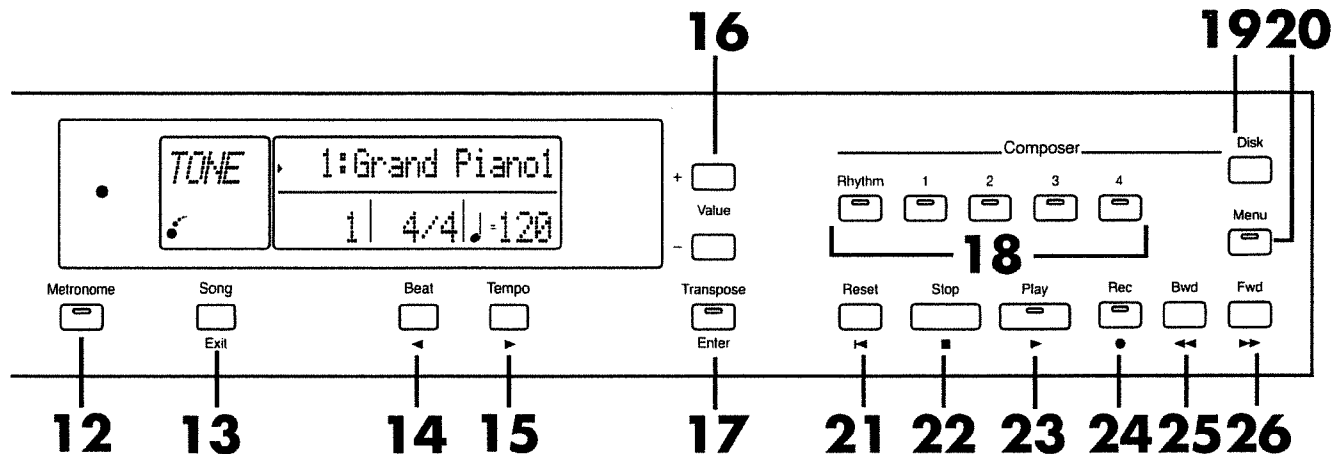 16
1920
Composer
Disk
TONE
1:Grand Piano1
1 4/4 ♩=120
+
Value
−
Rhythm 1 2 3 4
Menu
18
Metronome
Song
Beat
Tempo
Transpose
Reset
Stop
Play
Rec
Bwd
Fwd
Exit
◄
►
Enter
12
13
14
15
17
21
22
23
24
25
26